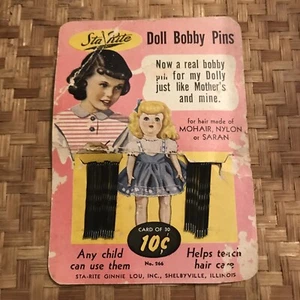 Sta-Rite
Doll Bobby Pins
Now a real bobby
pin for my Dolly
just like Mother's
and mine.
for hair made of
MOHAIR, NYLON
or SARAN
CARD OF 30
10¢
No. 266
Any child
can use them
Helps teach
hair care
STA-RITE GINNIE LOU, INC., SHELBYVILLE, ILLINOIS